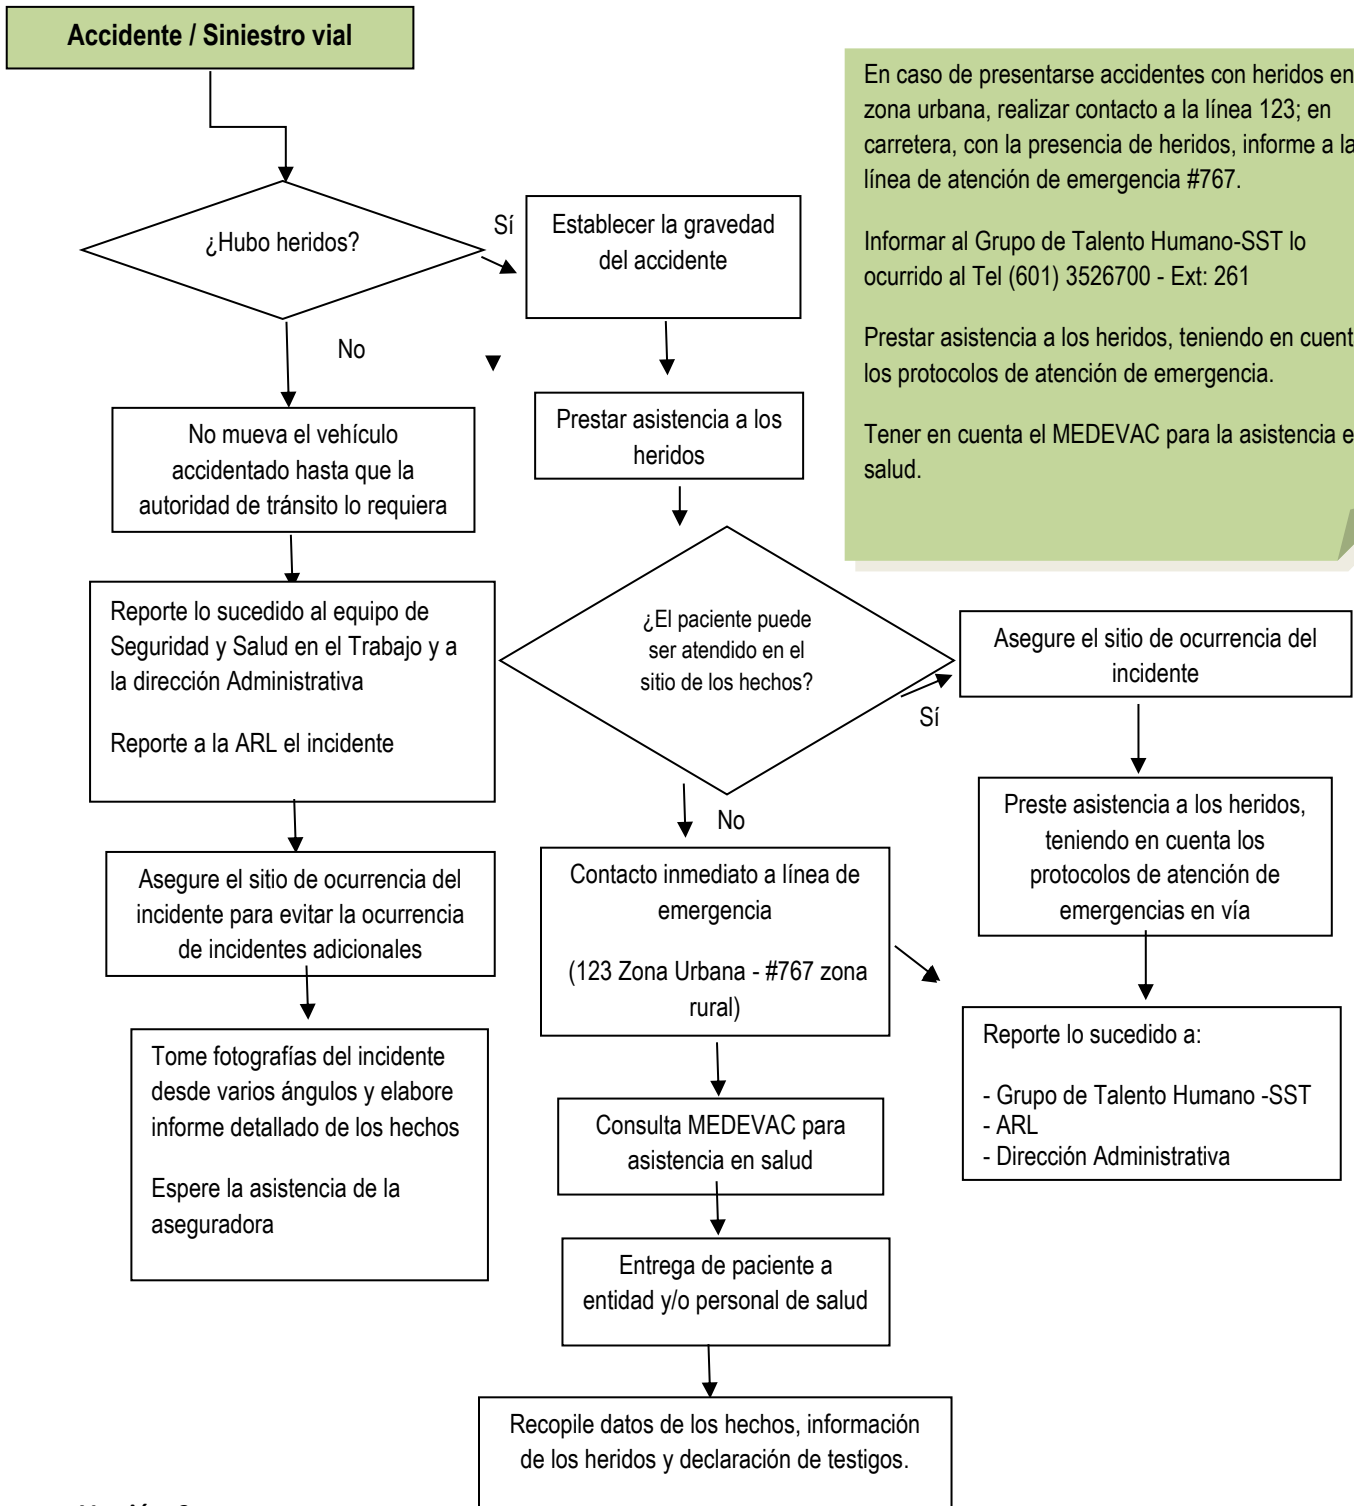 Accidente / Siniestro vial
En caso de presentarse accidentes con heridos en
zona urbana, realizar contacto a la línea 123; en
carretera, con la presencia de heridos, informe a la
línea de atención de emergencia #767.
Informar al Grupo de Talento Humano-SST lo
ocurrido al Tel (601) 3526700 - Ext: 261
Prestar asistencia a los heridos, teniendo en cuent
los protocolos de atención de emergencia.
Tener en cuenta el MEDEVAC para la asistencia e
salud.
¿Hubo heridos?
Sí
Establecer la gravedad
del accidente
No
No mueva el vehículo
accidentado hasta que la
autoridad de tránsito lo requiera
Prestar asistencia a los
heridos
Reporte lo sucedido al equipo de
Seguridad y Salud en el Trabajo y a
la dirección Administrativa
Reporte a la ARL el incidente
¿El paciente puede
ser atendido en el
sitio de los hechos?
Sí
Asegure el sitio de ocurrencia del
incidente
No
Preste asistencia a los heridos,
teniendo en cuenta los
protocolos de atención de
emergencias en vía
Asegure el sitio de ocurrencia del
incidente para evitar la ocurrencia
de incidentes adicionales
Contacto inmediato a línea de
emergencia
(123 Zona Urbana - #767 zona
rural)
Tome fotografías del incidente
desde varios ángulos y elabore
informe detallado de los hechos
Espere la asistencia de la
aseguradora
Reporte lo sucedido a:
- Grupo de Talento Humano -SST
- ARL
- Dirección Administrativa
Consulta MEDEVAC para
asistencia en salud
Entrega de paciente a
entidad y/o personal de salud
Recopile datos de los hechos, información
de los heridos y declaración de testigos.